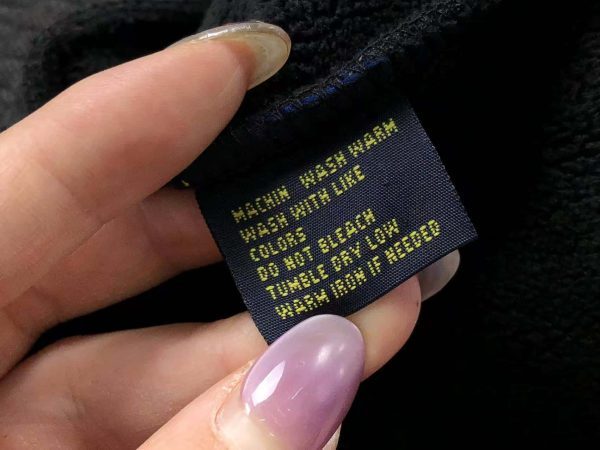 MACHIN WASH WARM
WASH WITH LIKE
COLORS
DO NOT BLEACH
TUMBLE DRY LOW
WARM IRON IF NEEDED